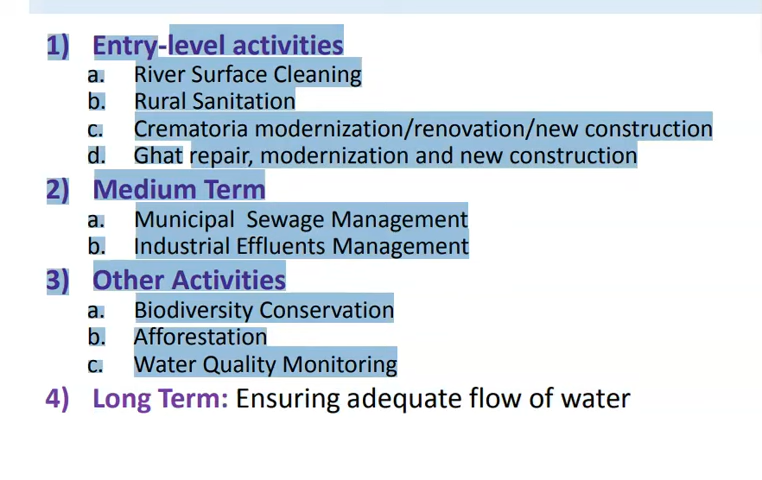 1) Entry-level activities
a. River Surface Cleaning
b. Rural Sanitation
c. Crematoria modernization/renovation/new construction
d. Ghat repair, modernization and new construction
2) Medium Term
a. Municipal Sewage Management
b. Industrial Effluents Management
3) Other Activities
a. Biodiversity Conservation
b. Afforestation
c. Water Quality Monitoring
4) Long Term: Ensuring adequate flow of water